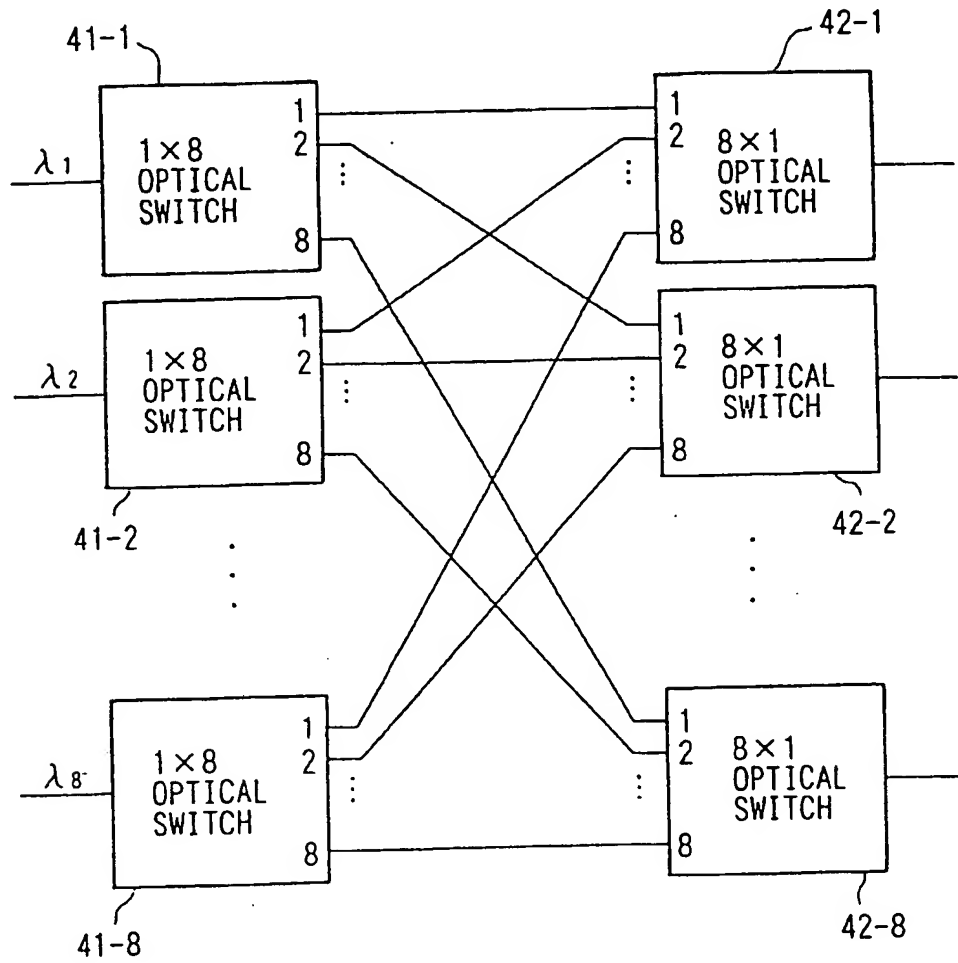 41-1
42-1
λ1
1×8
OPTICAL
SWITCH
1
2
⋮
8
1
2
⋮
8
8×1
OPTICAL
SWITCH
λ2
1×8
OPTICAL
SWITCH
1
2
⋮
8
1
2
⋮
8
8×1
OPTICAL
SWITCH
41-2
42-2
λ8
1×8
OPTICAL
SWITCH
1
2
⋮
8
1
2
⋮
8
8×1
OPTICAL
SWITCH
41-8
42-8